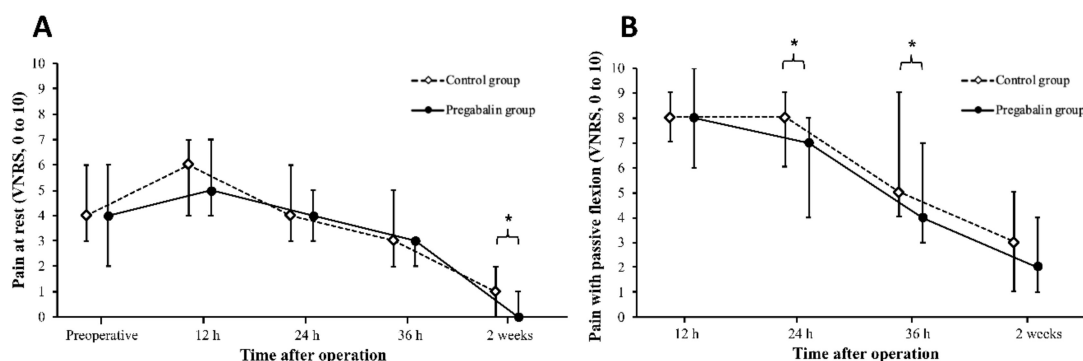 A
Pain at rest (VNRS, 0 to 10)
10
9
8
7
6
5
4
3
2
1
0
Control group
Pregabalin group
*
Preoperative 12 h 24 h 36 h 2 weeks
Time after operation
B
Pain with passive flexion (VNRS, 0 to 10)
10
9
8
7
6
5
4
3
2
1
0
* *
Control group
Pregabalin group
12 h 24 h 36 h 2 weeks
Time after operation